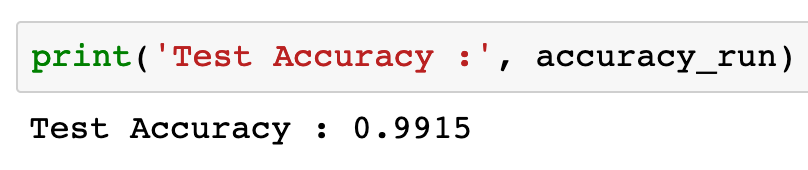 print('Test Accuracy :', accuracy_run)
Test Accuracy : 0.9915